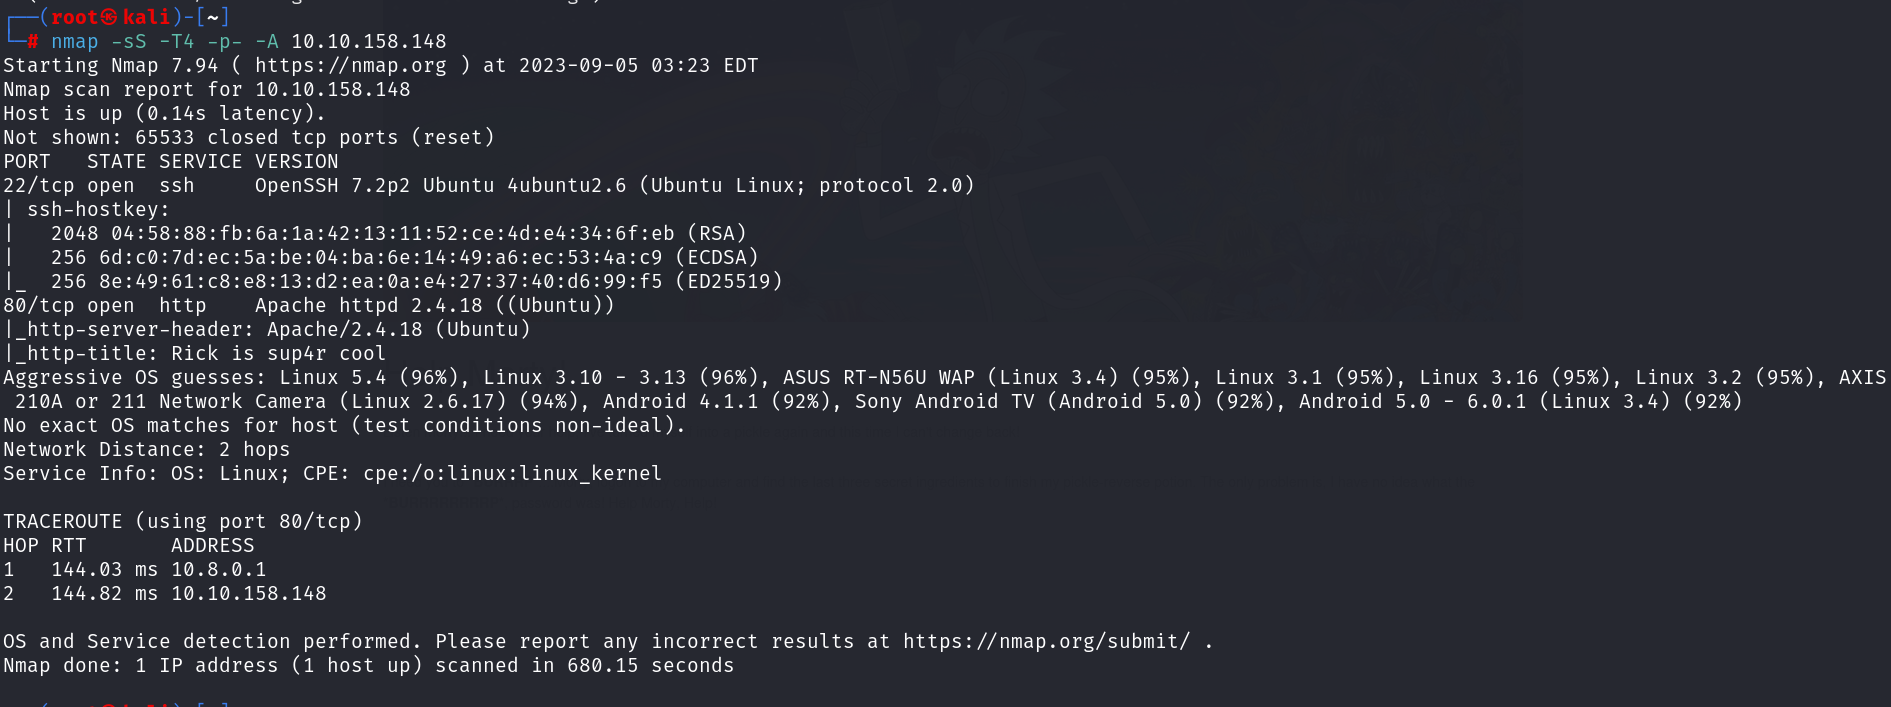 ┌──(root㉿kali)-[~]
└─# nmap -sS -T4 -p- -A 10.10.158.148
Starting Nmap 7.94 ( https://nmap.org ) at 2023-09-05 03:23 EDT
Nmap scan report for 10.10.158.148
Host is up (0.14s latency).
Not shown: 65533 closed tcp ports (reset)
PORT   STATE SERVICE VERSION
22/tcp open  ssh     OpenSSH 7.2p2 Ubuntu 4ubuntu2.6 (Ubuntu Linux; protocol 2.0)
| ssh-hostkey:
|   2048 04:58:88:fb:6a:1a:42:13:11:52:ce:4d:e4:34:6f:eb (RSA)
|   256 6d:c0:7d:ec:5a:be:04:ba:6e:14:49:a6:ec:53:4a:c9 (ECDSA)
|_  256 8e:49:61:c8:e8:13:d2:ea:0a:e4:27:37:40:d6:99:f5 (ED25519)
80/tcp open  http    Apache httpd 2.4.18 ((Ubuntu))
|_http-server-header: Apache/2.4.18 (Ubuntu)
|_http-title: Rick is sup4r cool
Aggressive OS guesses: Linux 5.4 (96%), Linux 3.10 - 3.13 (96%), ASUS RT-N56U WAP (Linux 3.4) (95%), Linux 3.1 (95%), Linux 3.16 (95%), Linux 3.2 (95%), AXIS
 210A or 211 Network Camera (Linux 2.6.17) (94%), Android 4.1.1 (92%), Sony Android TV (Android 5.0) (92%), Android 5.0 - 6.0.1 (Linux 3.4) (92%)
No exact OS matches for host (test conditions non-ideal).
Network Distance: 2 hops
Service Info: OS: Linux; CPE: cpe:/o:linux:linux_kernel
TRACEROUTE (using port 80/tcp)
HOP RTT       ADDRESS
1   144.03 ms 10.8.0.1
2   144.82 ms 10.10.158.148
OS and Service detection performed. Please report any incorrect results at https://nmap.org/submit/ .
Nmap done: 1 IP address (1 host up) scanned in 680.15 seconds